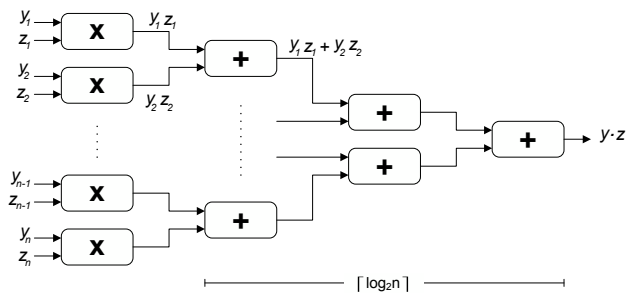 y₁
z₁
x
y₁ z₁
y₂
z₂
x
y₂ z₂
+
y₁ z₁ + y₂ z₂
+
+
+
y · z
yₙ₋₁
zₙ₋₁
x
yₙ
zₙ
x
+
⌈log₂n⌉